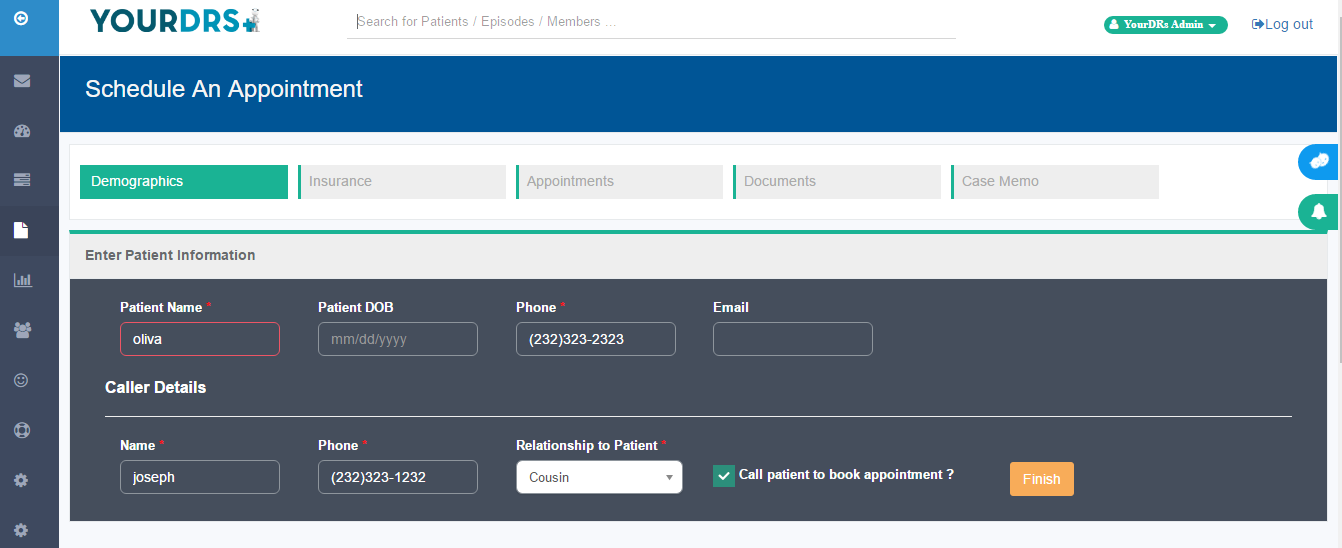 YOURDRS
Search for Patients / Episodes / Members ...
YourDRs Admin
Log out
Schedule An Appointment
Demographics
Insurance
Appointments
Documents
Case Memo
Enter Patient Information
Patient Name *
Patient DOB
Phone *
Email
oliva
mm/dd/yyyy
(232)323-2323
Caller Details
Name *
Phone *
Relationship to Patient *
joseph
(232)323-1232
Cousin
Call patient to book appointment ?
Finish